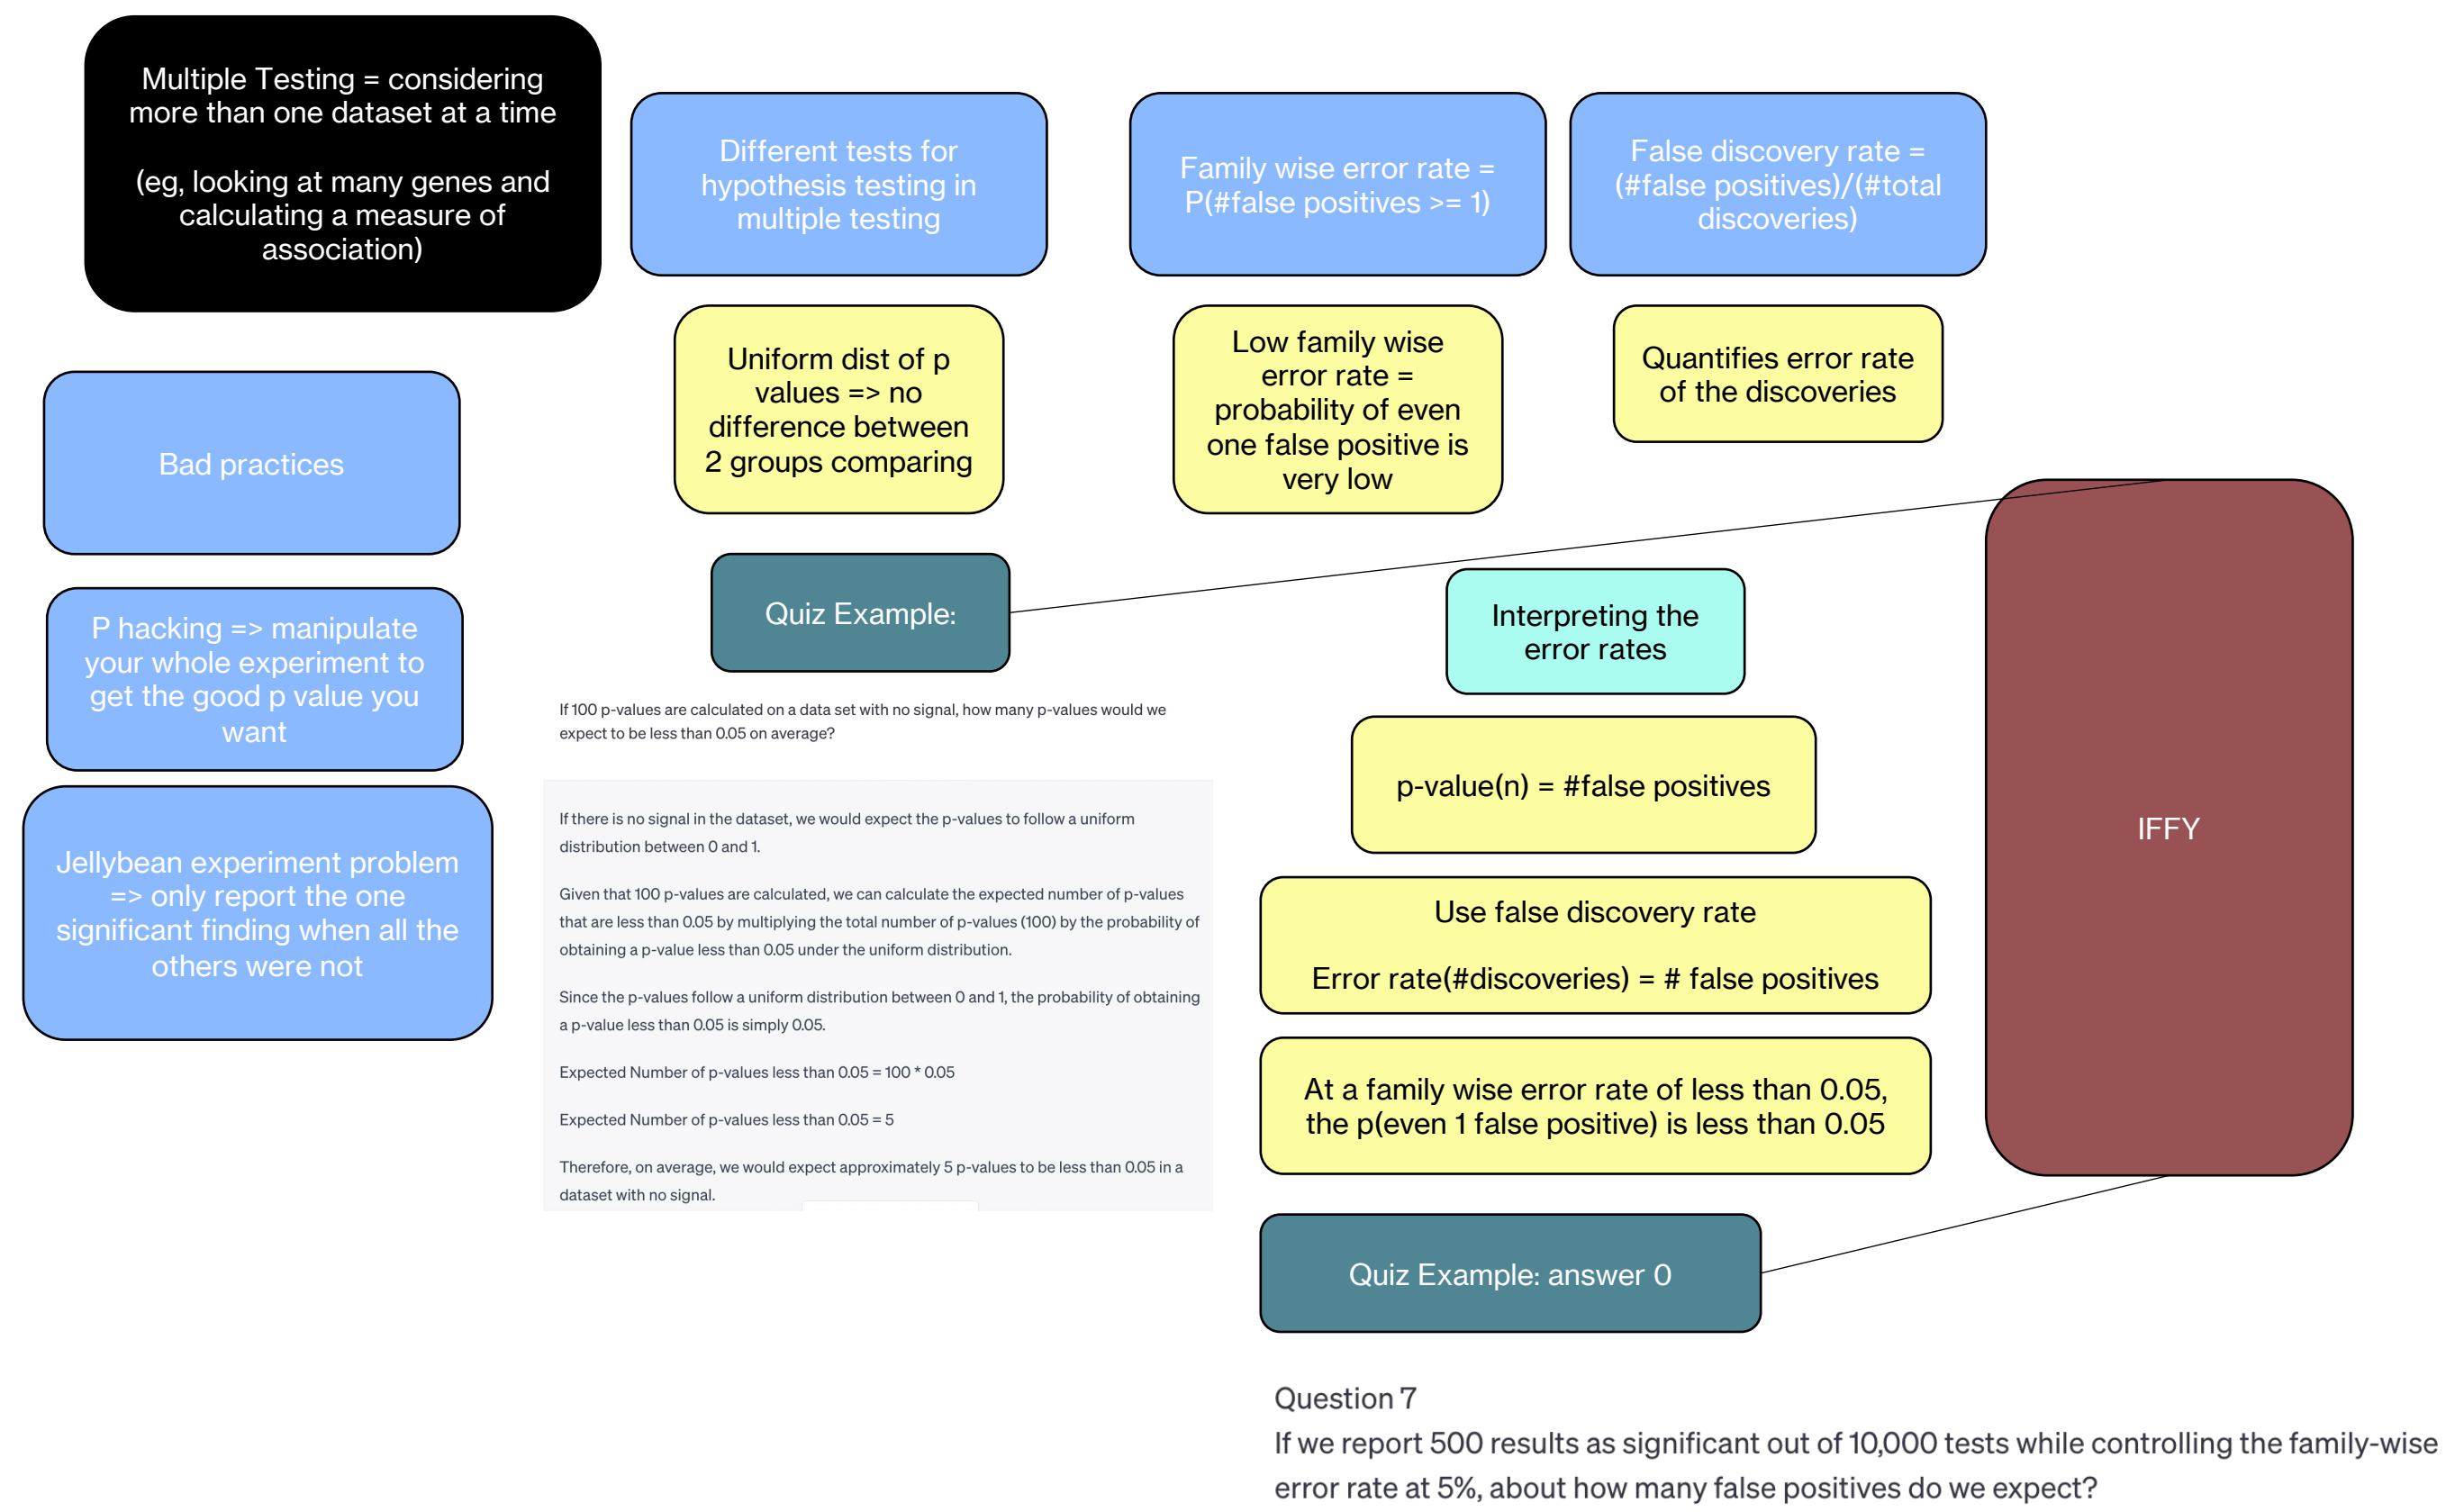 Multiple Testing = considering
more than one dataset at a time
(eg, looking at many genes and
calculating a measure of
association)
Different tests for
hypothesis testing in
multiple testing
Family wise error rate =
P(#false positives >= 1)
False discovery rate =
(#false positives)/(#total
discoveries)
Uniform dist of p
values => no
difference between
2 groups comparing
Low family wise
error rate =
probability of even
one false positive is
very low
Quantifies error rate
of the discoveries
Bad practices
P hacking => manipulate
your whole experiment to
get the good p value you
want
Jellybean experiment problem
=> only report the one
significant finding when all the
others were not
Quiz Example:
If 100 p-values are calculated on a data set with no signal, how many p-values would we
expect to be less than 0.05 on average?
If there is no signal in the dataset, we would expect the p-values to follow a uniform
distribution between 0 and 1.
Given that 100 p-values are calculated, we can calculate the expected number of p-values
that are less than 0.05 by multiplying the total number of p-values (100) by the probability of
obtaining a p-value less than 0.05 under the uniform distribution.
Since the p-values follow a uniform distribution between 0 and 1, the probability of obtaining
a p-value less than 0.05 is simply 0.05.
Expected Number of p-values less than 0.05 = 100 * 0.05
Expected Number of p-values less than 0.05 = 5
Therefore, on average, we would expect approximately 5 p-values to be less than 0.05 in a
dataset with no signal.
Interpreting the
error rates
p-value(n) = #false positives
Use false discovery rate
Error rate(#discoveries) = # false positives
At a family wise error rate of less than 0.05,
the p(even 1 false positive) is less than 0.05
IFFY
Quiz Example: answer 0
Question 7
If we report 500 results as significant out of 10,000 tests while controlling the family-wise
error rate at 5%, about how many false positives do we expect?